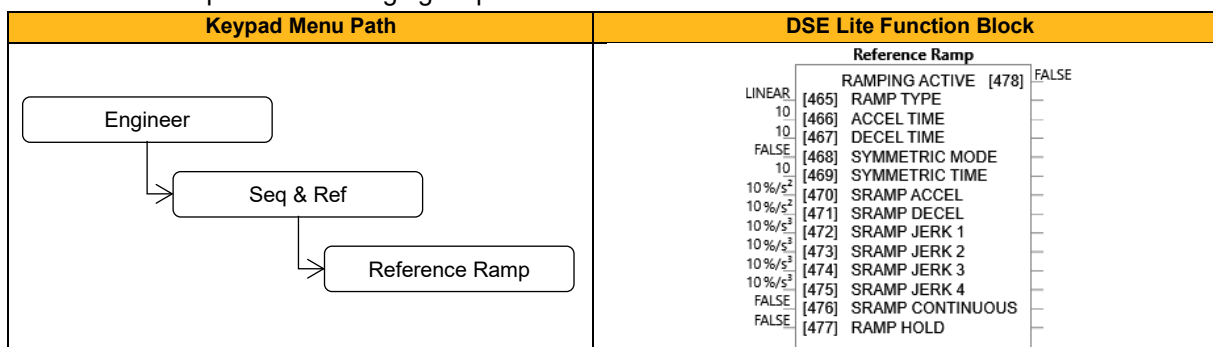 Keypad Menu Path
DSE Lite Function Block
Engineer
Seq & Ref
Reference Ramp
Reference Ramp
RAMPING ACTIVE [478] FALSE
LINEAR [465] RAMP TYPE
10 [466] ACCEL TIME
10 [467] DECEL TIME
FALSE [468] SYMMETRIC MODE
10 [469] SYMMETRIC TIME
10 %/s² [470] SRAMP ACCEL
10 %/s² [471] SRAMP DECEL
10 %/s³ [472] SRAMP JERK 1
10 %/s³ [473] SRAMP JERK 2
10 %/s³ [474] SRAMP JERK 3
10 %/s³ [475] SRAMP JERK 4
FALSE [476] SRAMP CONTINUOUS
FALSE [477] RAMP HOLD